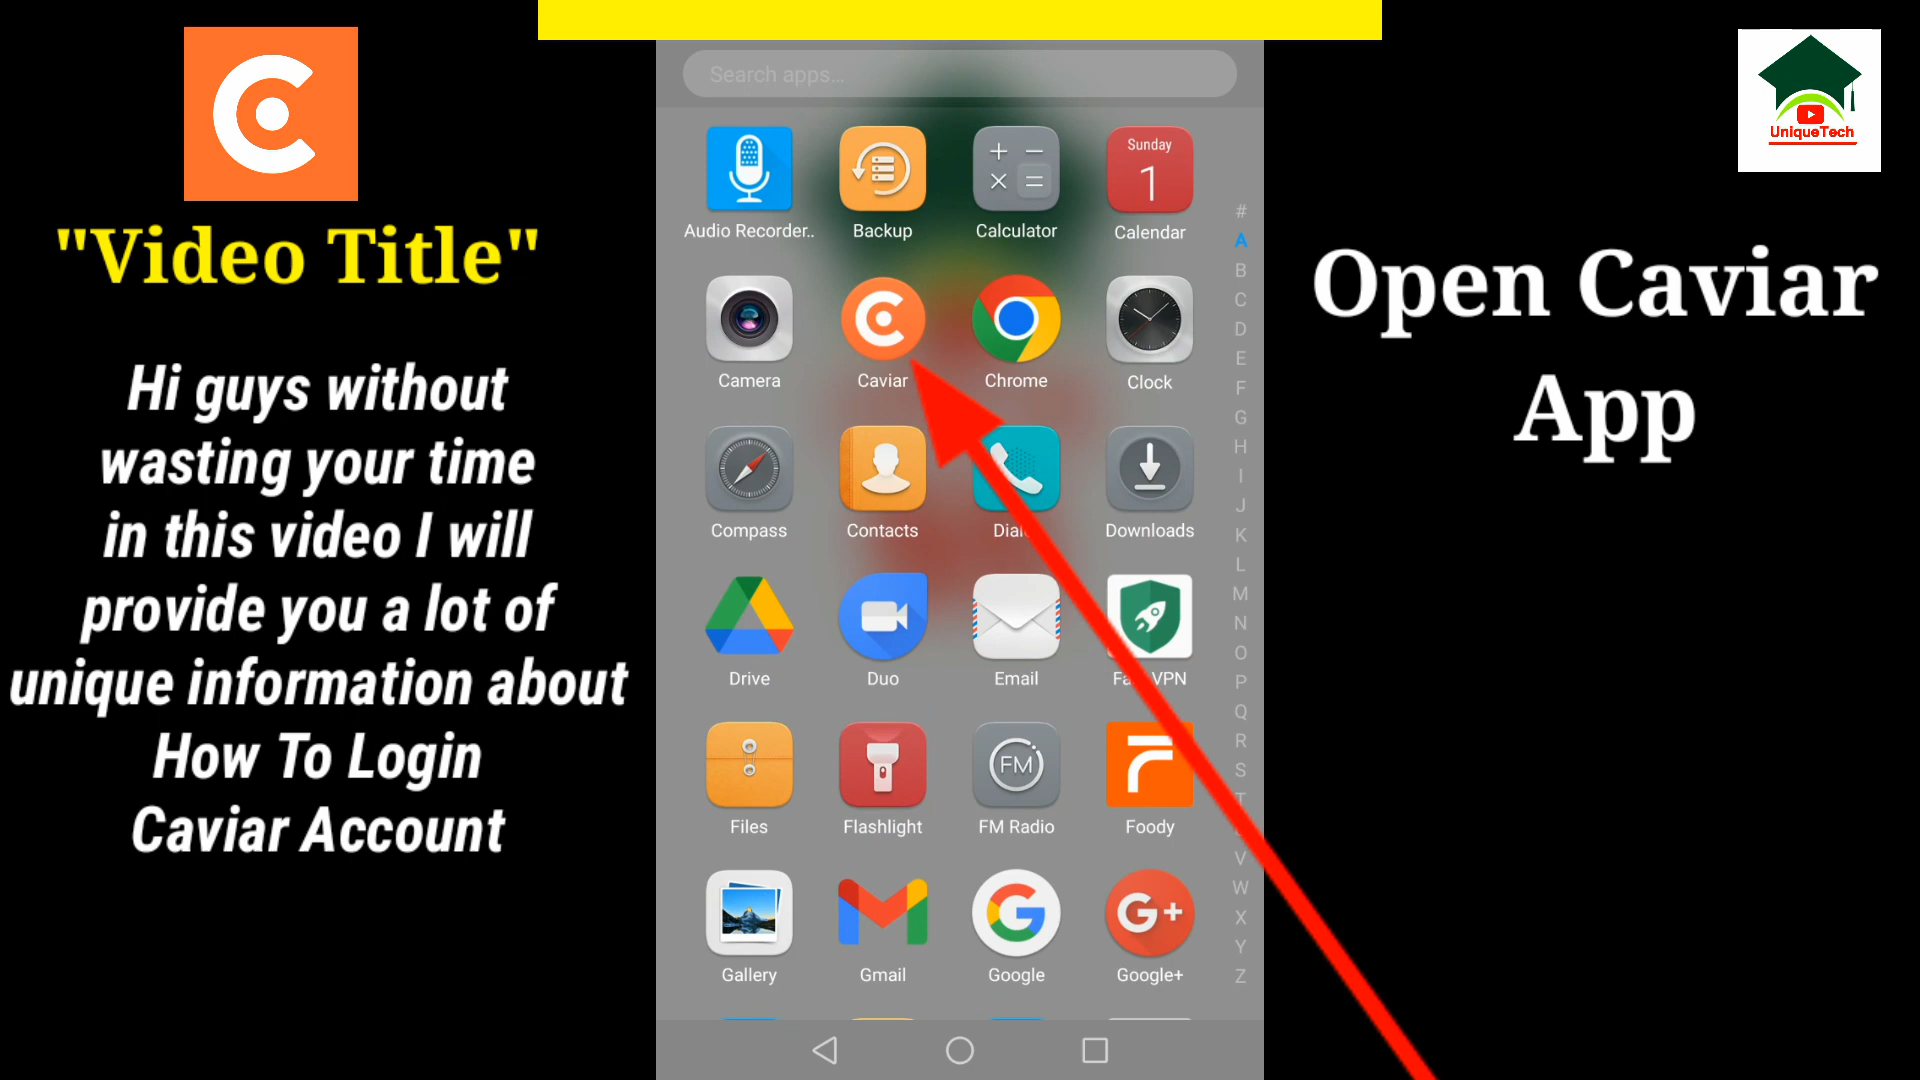 "Video Title"
Hi guys without
wasting your time
in this video I will
provide you a lot of
unique information about
How To Login
Caviar Account
Search apps...
Sunday
1
Audio Recorder..
Backup
Calculator
Calendar
Camera
Caviar
Chrome
Clock
Compass
Contacts
Downloads
Drive
Duo
Email
VPN
FM
Files
Flashlight
FM Radio
Foody
Gallery
Gmail
Google
G+
Google+
#
A
B
C
D
E
F
G
H
I
J
K
L
M
N
O
P
Q
R
S
T
V
W
X
Y
Z
UniqueTech
Open Caviar
App